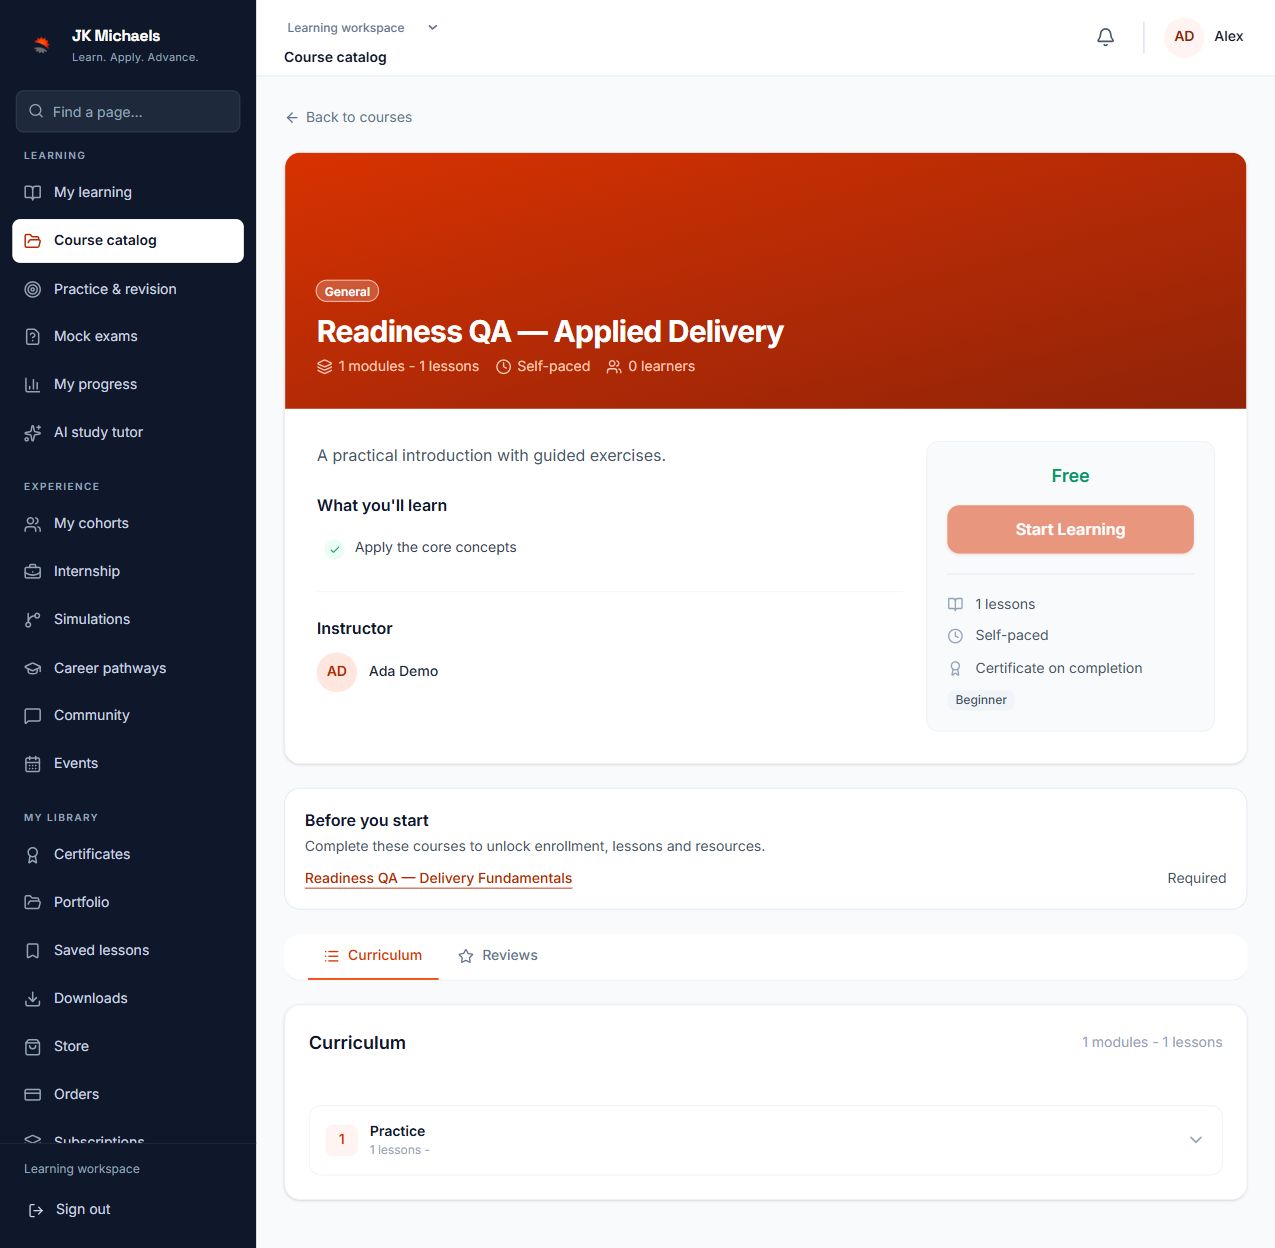 JK Michaels
Learn. Apply. Advance.
Find a page...
LEARNING
My learning
Course catalog
Practice & revision
Mock exams
My progress
AI study tutor
EXPERIENCE
My cohorts
Internship
Simulations
Career pathways
Community
Events
MY LIBRARY
Certificates
Portfolio
Saved lessons
Downloads
Store
Orders
Subscriptions
Learning workspace
Sign out
Learning workspace
Course catalog
AD Alex
Back to courses
General
Readiness QA — Applied Delivery
1 modules - 1 lessons Self-paced 0 learners
A practical introduction with guided exercises.
What you'll learn
Apply the core concepts
Instructor
AD Ada Demo
Free
Start Learning
1 lessons
Self-paced
Certificate on completion
Beginner
Before you start
Complete these courses to unlock enrollment, lessons and resources.
Readiness QA — Delivery Fundamentals Required
Curriculum Reviews
Curriculum 1 modules - 1 lessons
1 Practice
1 lessons -